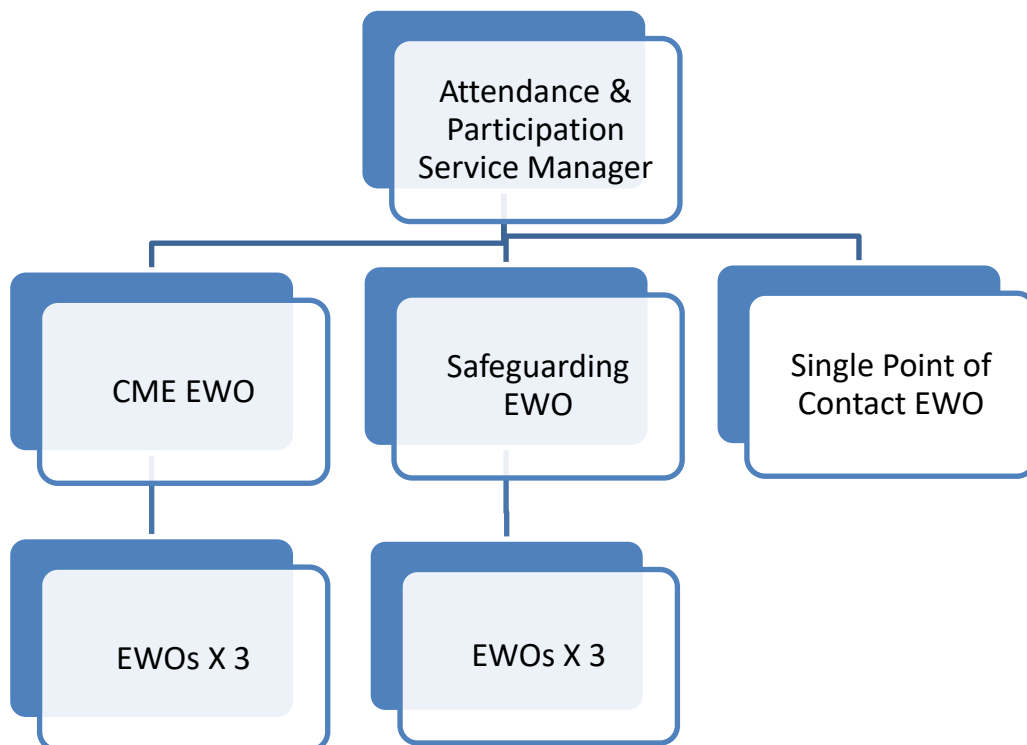 Attendance &
Participation
Service Manager
CME EWO
Safeguarding
EWO
Single Point of
Contact EWO
EWOs X 3
EWOs X 3